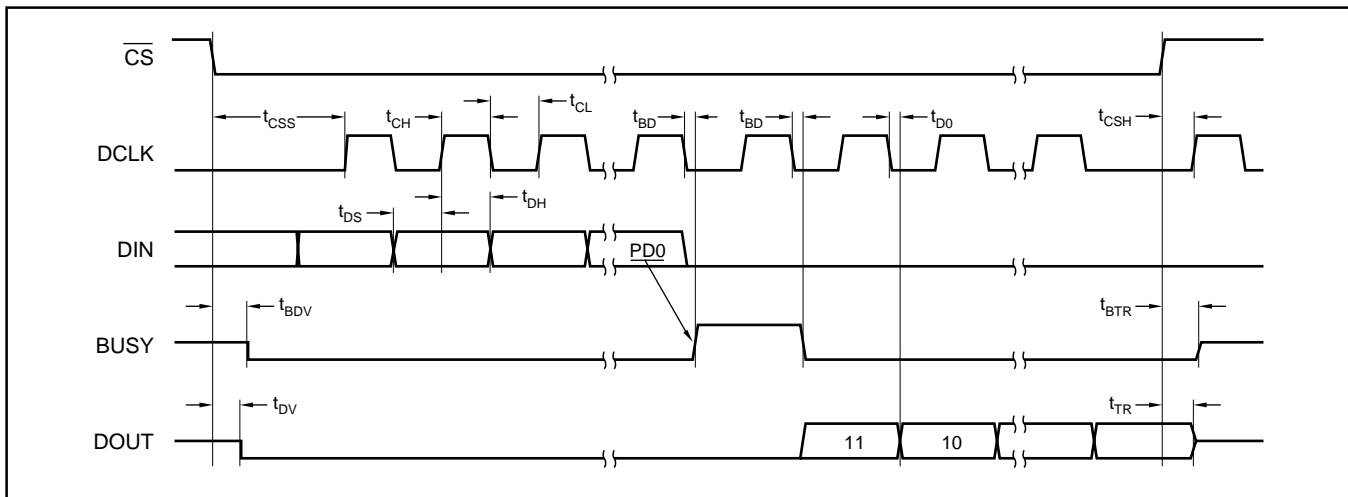 CS
tCSS tCH tCL tBD tBD tD0 tCSH
DCLK
tDS tDH
DIN
PD0
tBDV tBTR
BUSY
tDV tTR
DOUT 11 10